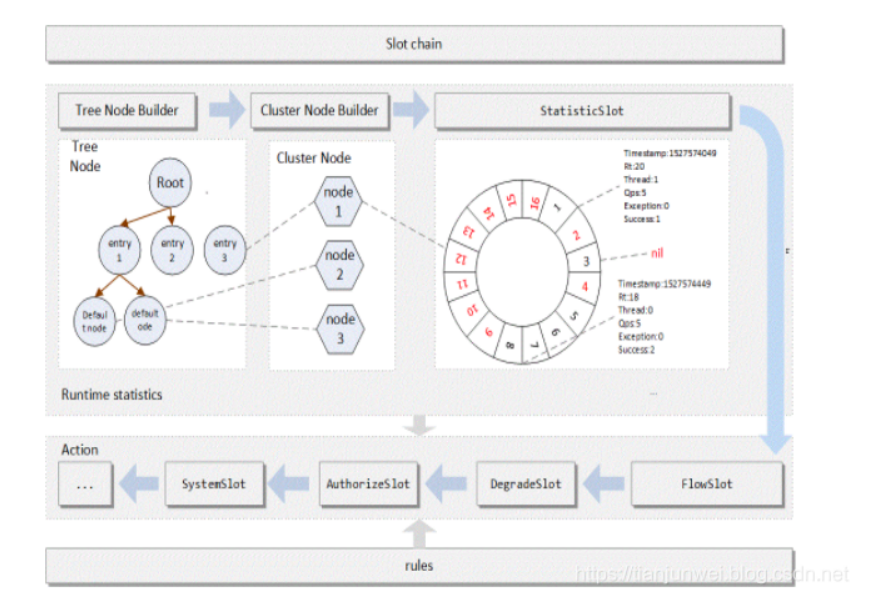 Slot chain
Tree Node Builder
Cluster Node Builder
StatisticSlot
Tree
Node
Root
entry
1
entry
2
entry
3
Defaul
tnode
default
ode
Cluster Node
node
1
node
2
node
3
1
2
3
4
5
6
7
8
9
10
11
12
13
14
15
16
Timestamp:1527574049
Rt:20
Thread:1
Qps:5
Exception:0
Success:1
nil
Timestamp:1527574449
Rt:18
Thread:0
Qps:5
Exception:0
Success:2
...
Runtime statistics
Action
...
SystemSlot
AuthorizeSlot
DegradeSlot
FlowSlot
rules
https://tianjunwei.blog.csdn.net